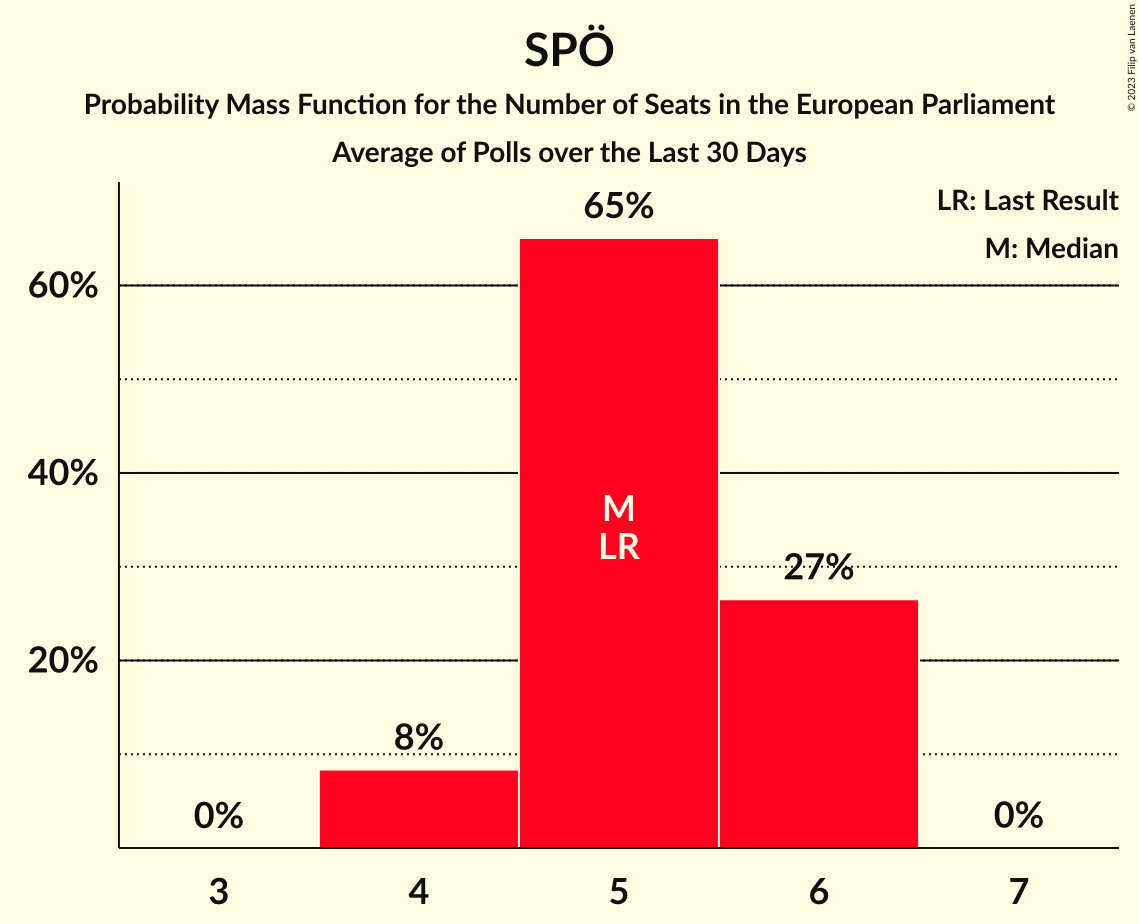 SPÖ
Probability Mass Function for the Number of Seats in the European Parliament
Average of Polls over the Last 30 Days
© 2023 Filip van Laenen
LR: Last Result
M: Median
65%
60%
40%
M
LR
27%
20%
8%
0%
0%
3 4 5 6 7